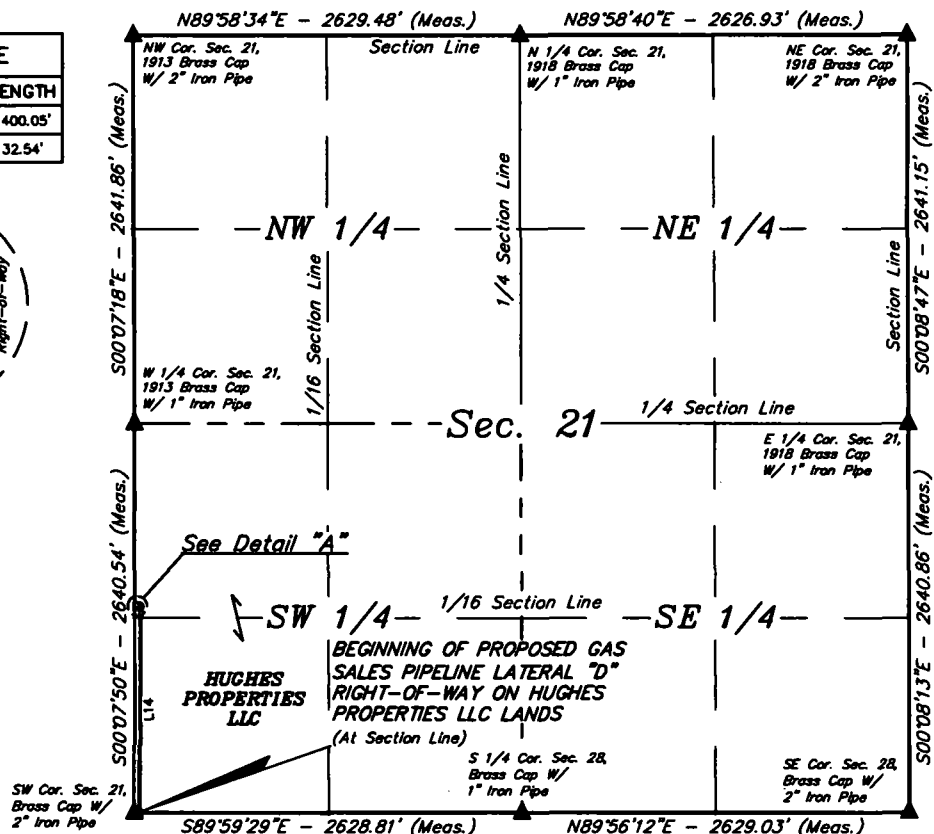 N89°58'34"E - 2629.48' (Meas.)
N89°58'40"E - 2626.93' (Meas.)
E
ENGTH
400.05'
32.54'
NW Cor. Sec. 21,
1913 Brass Cap
W/ 2" Iron Pipe
Section Line
N 1/4 Cor. Sec. 21,
1918 Brass Cap
W/ 1" Iron Pipe
NE Cor. Sec. 21,
1918 Brass Cap
W/ 2" Iron Pipe
S00°07'18"E - 2641.86' (Meas.)
NW 1/4
1/4 Section Line
NE 1/4
S00°08'47"E - 2641.15' (Meas.)
Section Line
Right-of-Way
1/16 Section Line
W 1/4 Cor. Sec. 21,
1913 Brass Cap
W/ 1" Iron Pipe
Sec. 21
1/4 Section Line
E 1/4 Cor. Sec. 21,
1918 Brass Cap
W/ 1" Iron Pipe
S00°07'50"E - 2640.54' (Meas.)
See Detail "A"
SW 1/4
1/16 Section Line
SE 1/4
S00°08'13"E - 2640.86' (Meas.)
HUGHES
PROPERTIES
LLC
L14
BEGINNING OF PROPOSED GAS
SALES PIPELINE LATERAL "D"
RIGHT-OF-WAY ON HUGHES
PROPERTIES LLC LANDS
(At Section Line)
SW Cor. Sec. 21,
Brass Cap W/
2" Iron Pipe
S 1/4 Cor. Sec. 28,
Brass Cap W/
1" Iron Pipe
SE Cor. Sec. 28,
Brass Cap W/
2" Iron Pipe
S89°59'29"E - 2628.81' (Meas.)
N89°56'12"E - 2629.03' (Meas.)